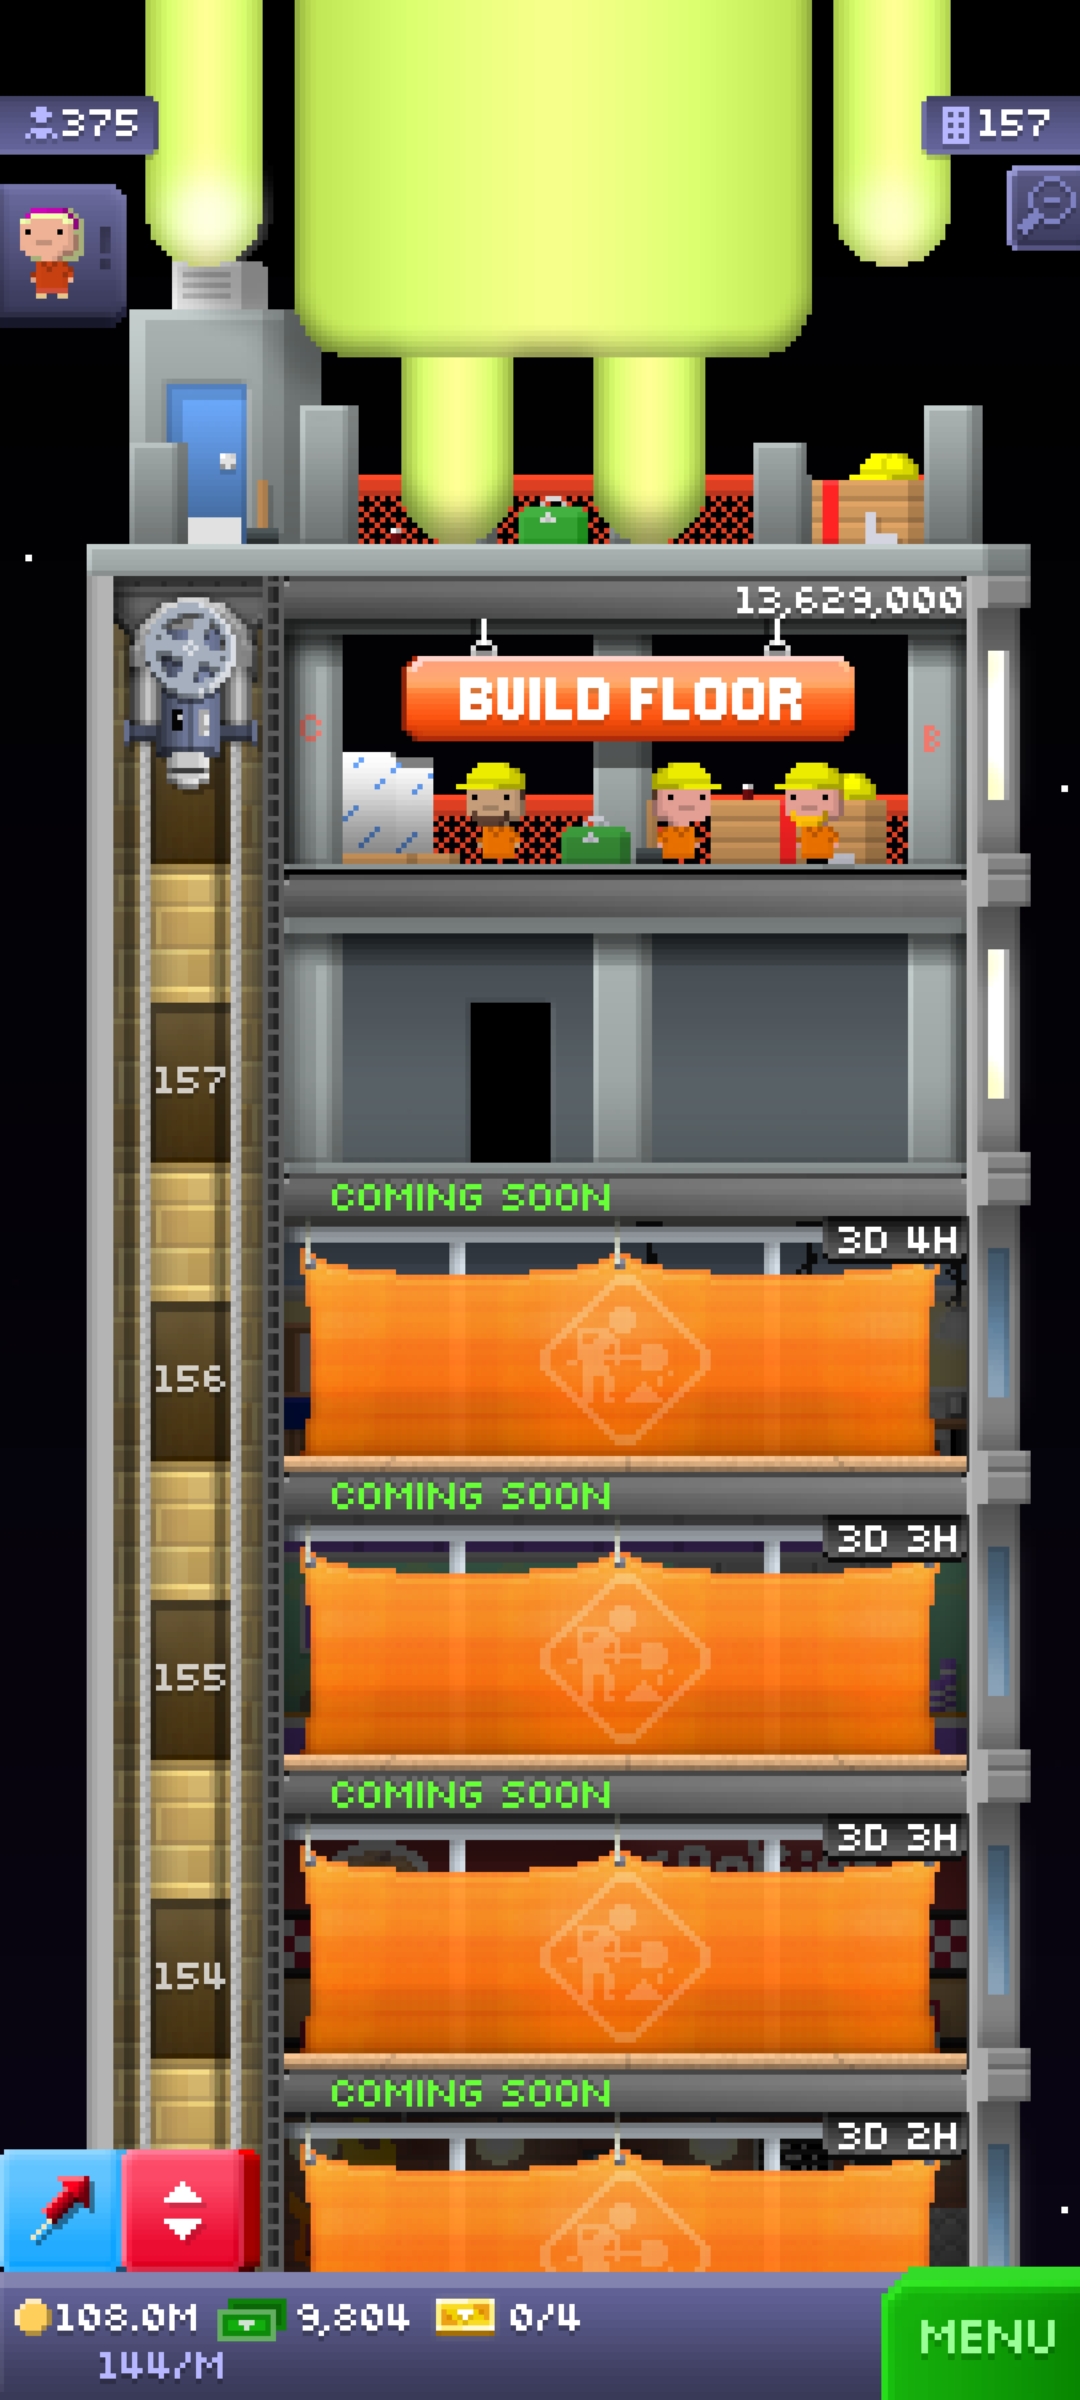 375
157
!
13,629,000
BUILD FLOOR
C
B
157
COMING SOON
3D 4H
156
COMING SOON
3D 3H
155
COMING SOON
3D 3H
154
COMING SOON
3D 2H
108.0M 9,804 0/4
144/M
MENU